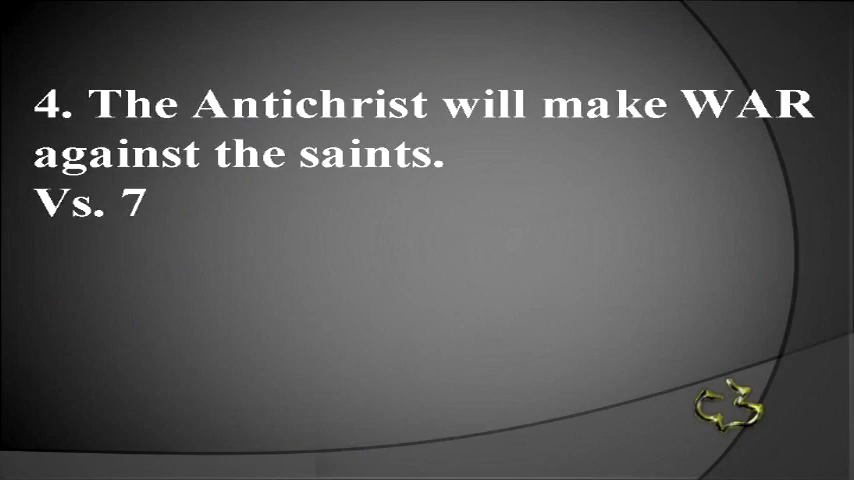 4. The Antichrist will make WAR
against the saints.
Vs. 7